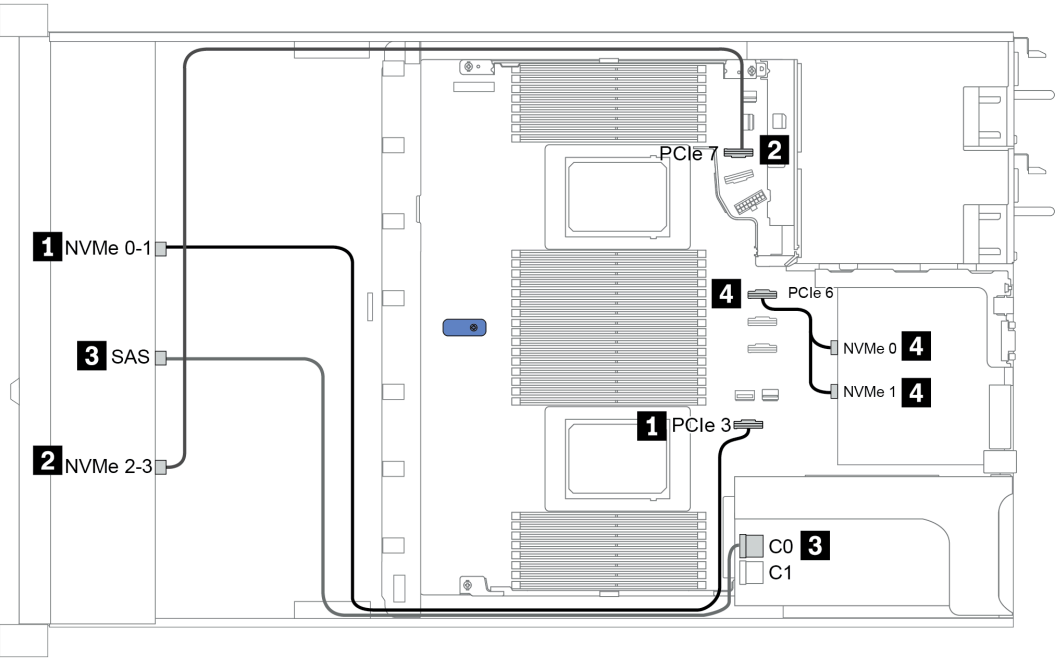 PCIe 7 2
1 NVMe 0-1
4 PCIe 6
3 SAS
NVMe 0 4
NVMe 1 4
1 PCIe 3
2 NVMe 2-3
C0 3
C1